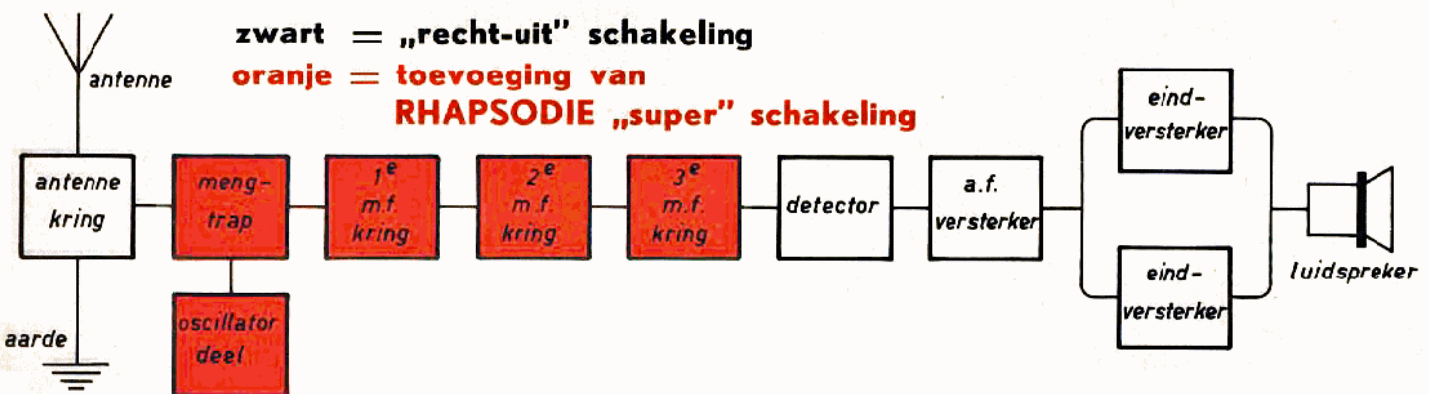 zwart = „recht-uit” schakeling
oranje = toevoeging van
RHAPSODIE „super” schakeling
antenne
antenne
kring
meng-
trap
1e
m.f.
kring
2e
m.f.
kring
3e
m.f.
kring
detector
a.f.
versterker
eind-
versterker
eind-
versterker
luidspreker
oscillator
deel
aarde